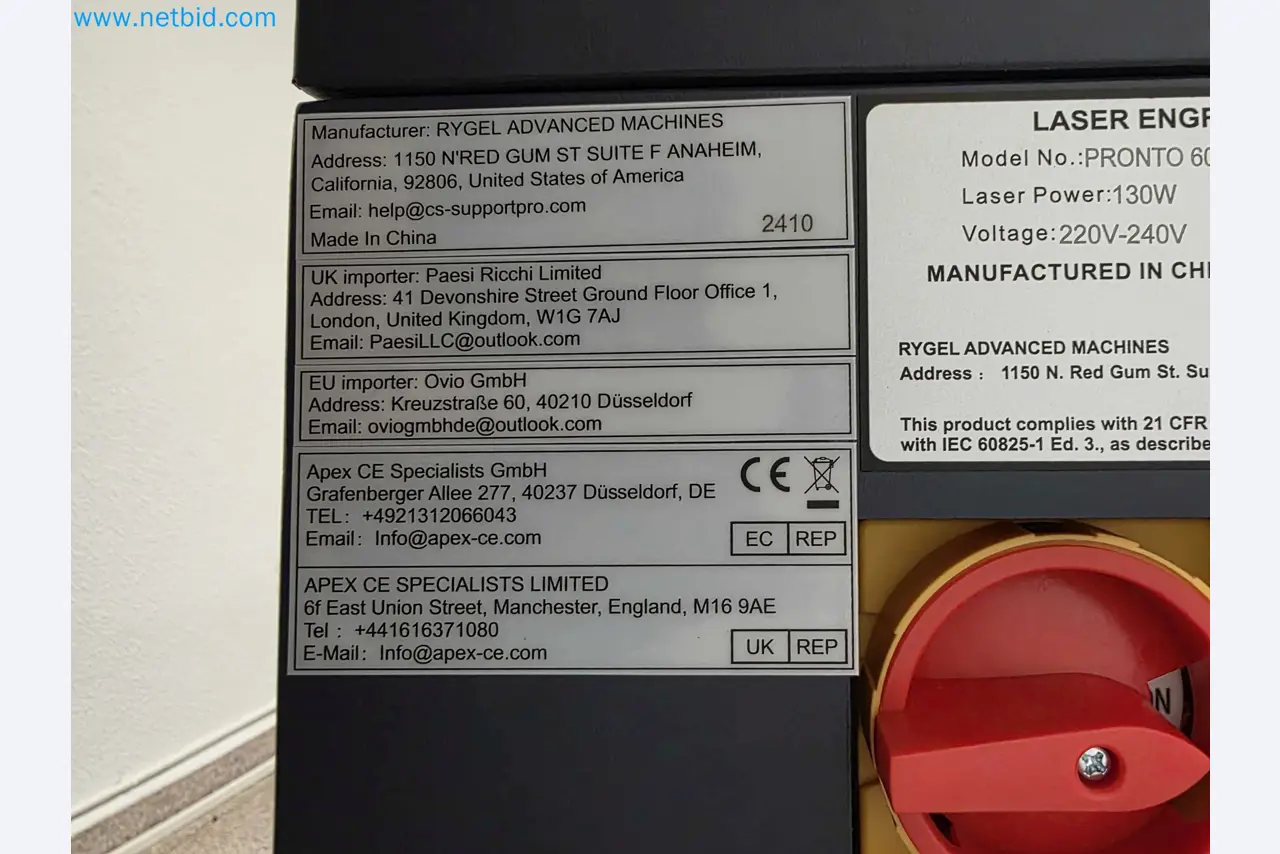 www.netbid.com
Manufacturer: RYGEL ADVANCED MACHINES
Address: 1150 N'RED GUM ST SUITE F ANAHEIM,
California, 92806, United States of America
Email: help@cs-supportpro.com
Made In China
2410
UK importer: Paesi Ricchi Limited
Address: 41 Devonshire Street Ground Floor Office 1,
London, United Kingdom, W1G 7AJ
Email: PaesiLLC@outlook.com
EU importer: Ovio GmbH
Address: Kreuzstraße 60, 40210 Düsseldorf
Email: oviogmbhde@outlook.com
Apex CE Specialists GmbH
Grafenberger Allee 277, 40237 Düsseldorf, DE
TEL: +4921312066043
Email: Info@apex-ce.com
CE
EC REP
APEX CE SPECIALISTS LIMITED
6f East Union Street, Manchester, England, M16 9AE
Tel : +441616371080
E-Mail: Info@apex-ce.com
UK REP
LASER
Model No.:PRONTO
Laser Power:130W
Voltage:220V-240V
MANUFACTURED IN
RYGEL ADVANCED MACHINES
Address : 1150 N. Red Gum St.
This product complies with 21 CFR
with IEC 60825-1 Ed. 3., as